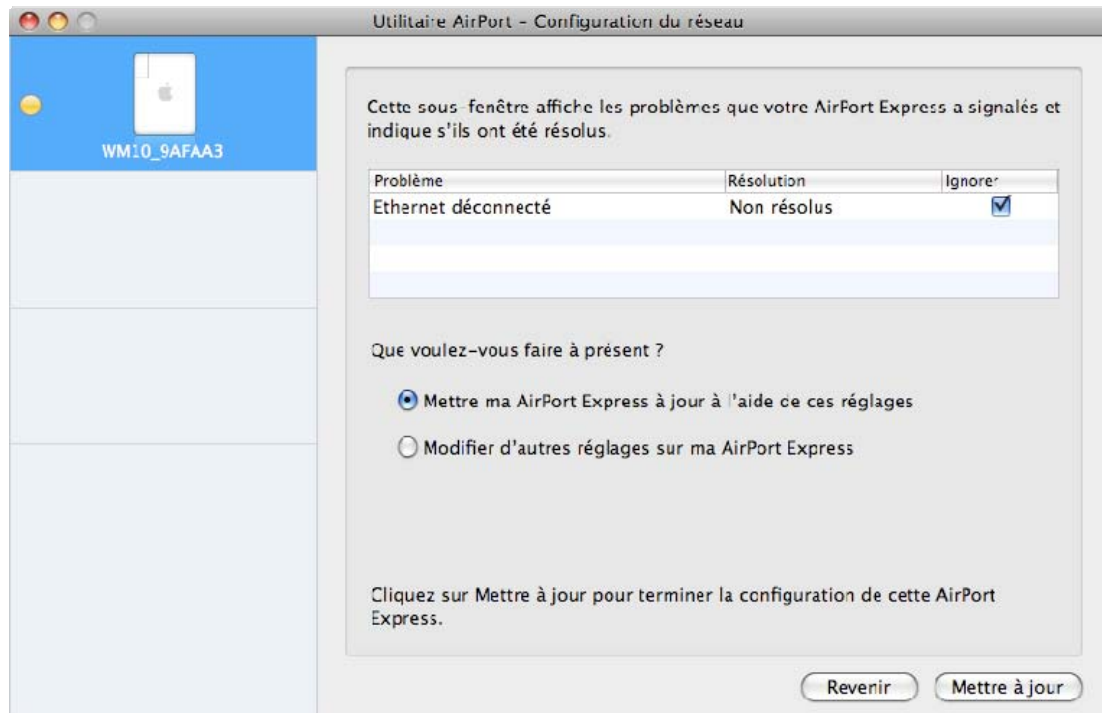 Utilitaire AirPort – Configuration du réseau
WM10_9AFAA3
Cette sous-fenêtre affiche les problèmes que votre AirPort Express a signalés et
indique s'ils ont été résolus.
Problème Résolution Ignorer
Ethernet déconnecté Non résolus
Que voulez-vous faire à présent ?
Mettre ma AirPort Express à jour à l'aide de ces réglages
Modifier d'autres réglages sur ma AirPort Express
Cliquez sur Mettre à jour pour terminer la configuration de cette AirPort
Express.
Revenir Mettre à jour